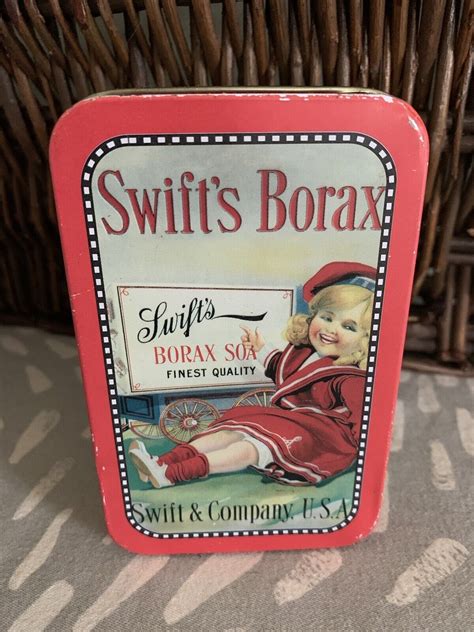 Swift's Borax
Swift's
BORAX SOA
FINEST QUALITY
Swift & Company, U.S.A